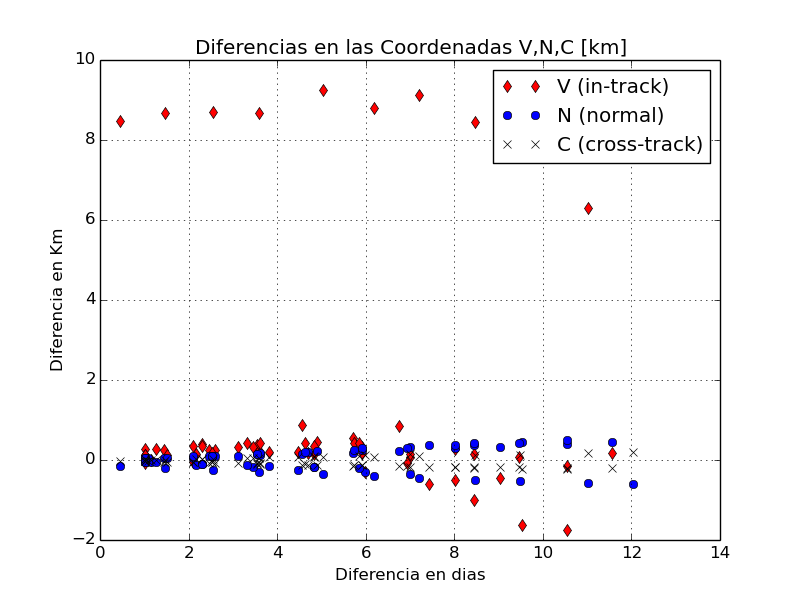 Diferencias en las Coordenadas V,N,C [km]
V (in-track)
N (normal)
C (cross-track)
Diferencia en Km
10
8
6
4
2
0
−2
0 2 4 6 8 10 12 14
Diferencia en dias